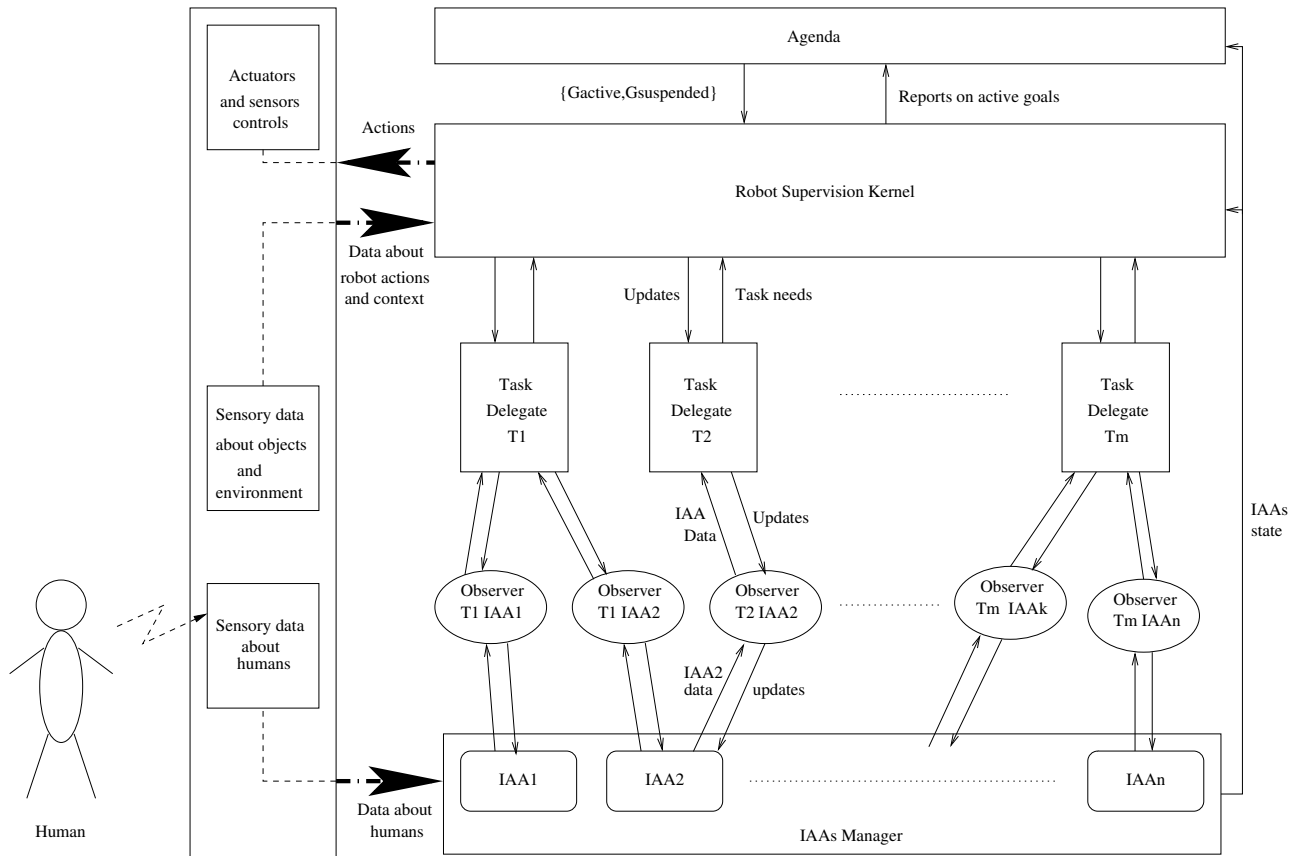 Agenda
Actuators
and sensors
controls
{Gactive,Gsuspended}
Reports on active goals
Actions
Robot Supervision Kernel
Data about
robot actions
and context
Updates
Task needs
Task
Delegate
T1
Task
Delegate
T2
Task
Delegate
Tm
Sensory data
about objects
and
environment
IAA
Data
Updates
IAAs
state
Observer
T1 IAA1
Observer
T1 IAA2
Observer
T2 IAA2
Observer
Tm IAAk
Observer
Tm IAAn
Sensory data
about
humans
IAA2
data
updates
IAA1
IAA2
IAAn
Data about
humans
Human
IAAs Manager